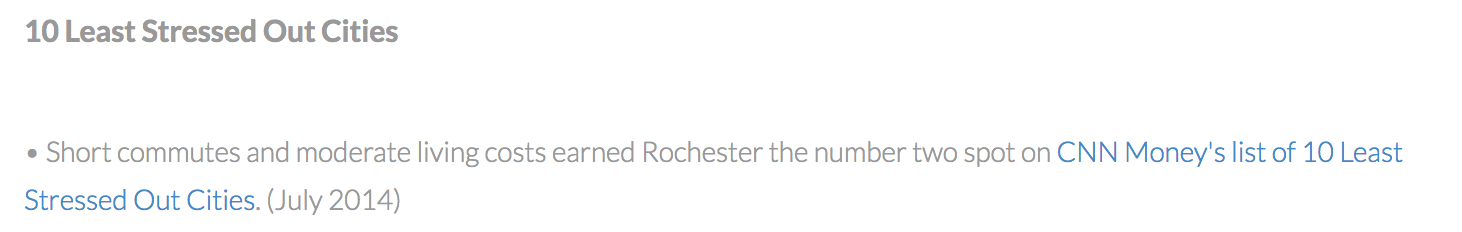 10 Least Stressed Out Cities
• Short commutes and moderate living costs earned Rochester the number two spot on CNN Money's list of 10 Least
Stressed Out Cities. (July 2014)